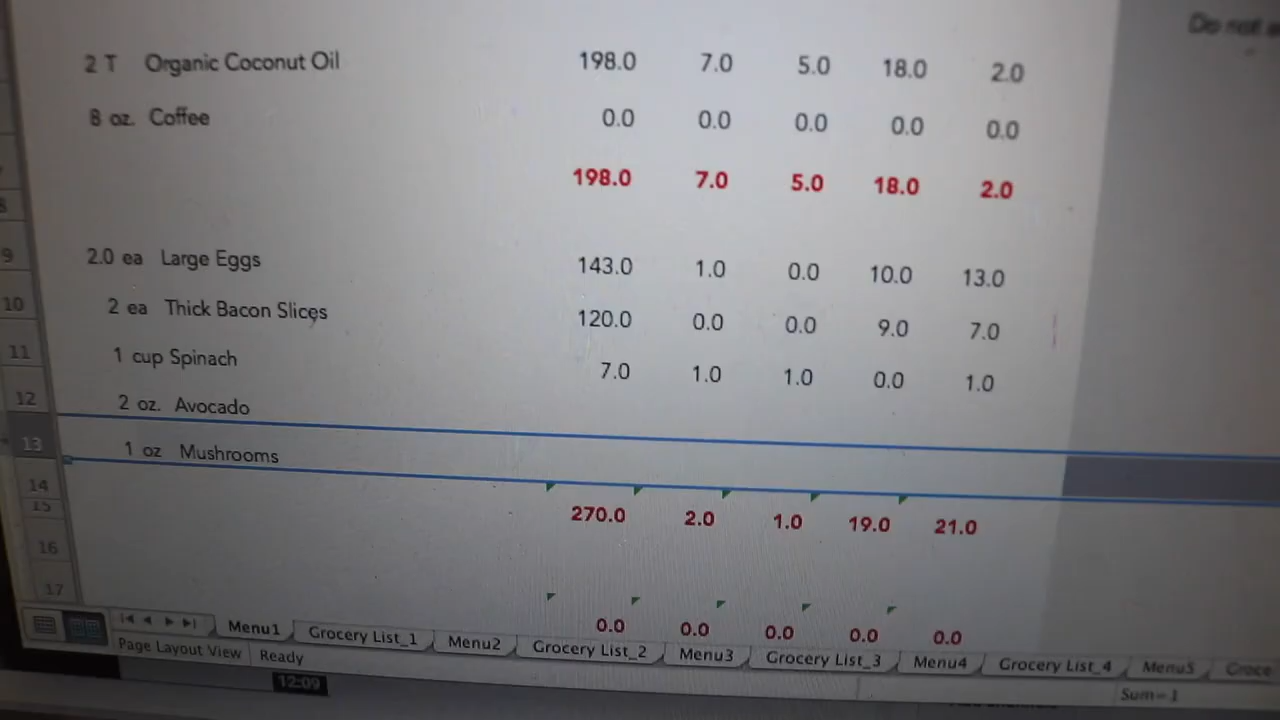 Do not
2 T Organic Coconut Oil 198.0 7.0 5.0 18.0 2.0
8 oz. Coffee 0.0 0.0 0.0 0.0 0.0
198.0 7.0 5.0 18.0 2.0
8
9 2.0 ea Large Eggs 143.0 1.0 0.0 10.0 13.0
10 2 ea Thick Bacon Slices 120.0 0.0 0.0 9.0 7.0
11 1 cup Spinach 7.0 1.0 1.0 0.0 1.0
12 2 oz. Avocado
13 1 oz Mushrooms
14
15 270.0 2.0 1.0 19.0 21.0
16
17 0.0 0.0 0.0 0.0 0.0
Menu1 Grocery List_1 Menu2 Grocery List_2 Menu3 Grocery List_3 Menu4 Grocery List_4 Menu5
Page Layout View Ready Sum=1
12:09